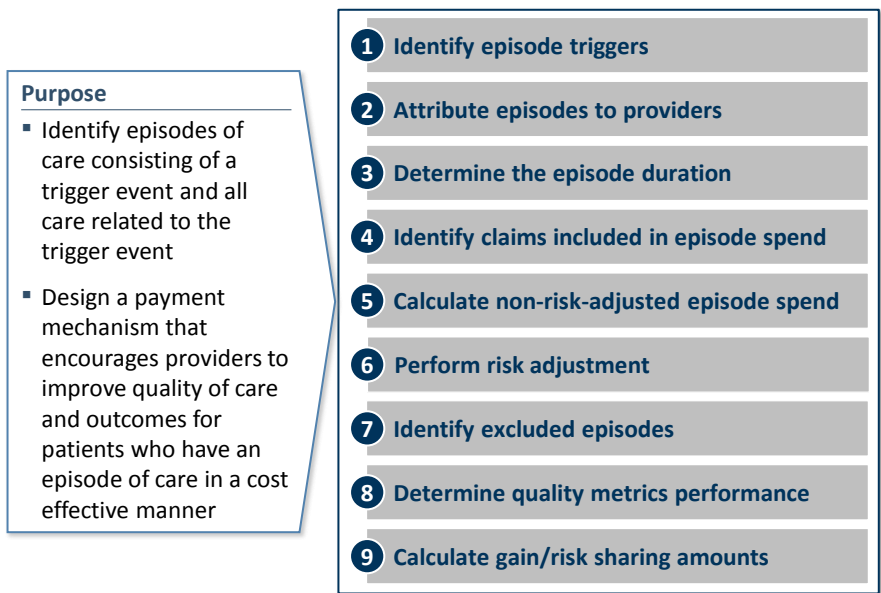 Purpose
▪ Identify episodes of
care consisting of a
trigger event and all
care related to the
trigger event
▪ Design a payment
mechanism that
encourages providers to
improve quality of care
and outcomes for
patients who have an
episode of care in a cost
effective manner
1 Identify episode triggers
2 Attribute episodes to providers
3 Determine the episode duration
4 Identify claims included in episode spend
5 Calculate non-risk-adjusted episode spend
6 Perform risk adjustment
7 Identify excluded episodes
8 Determine quality metrics performance
9 Calculate gain/risk sharing amounts